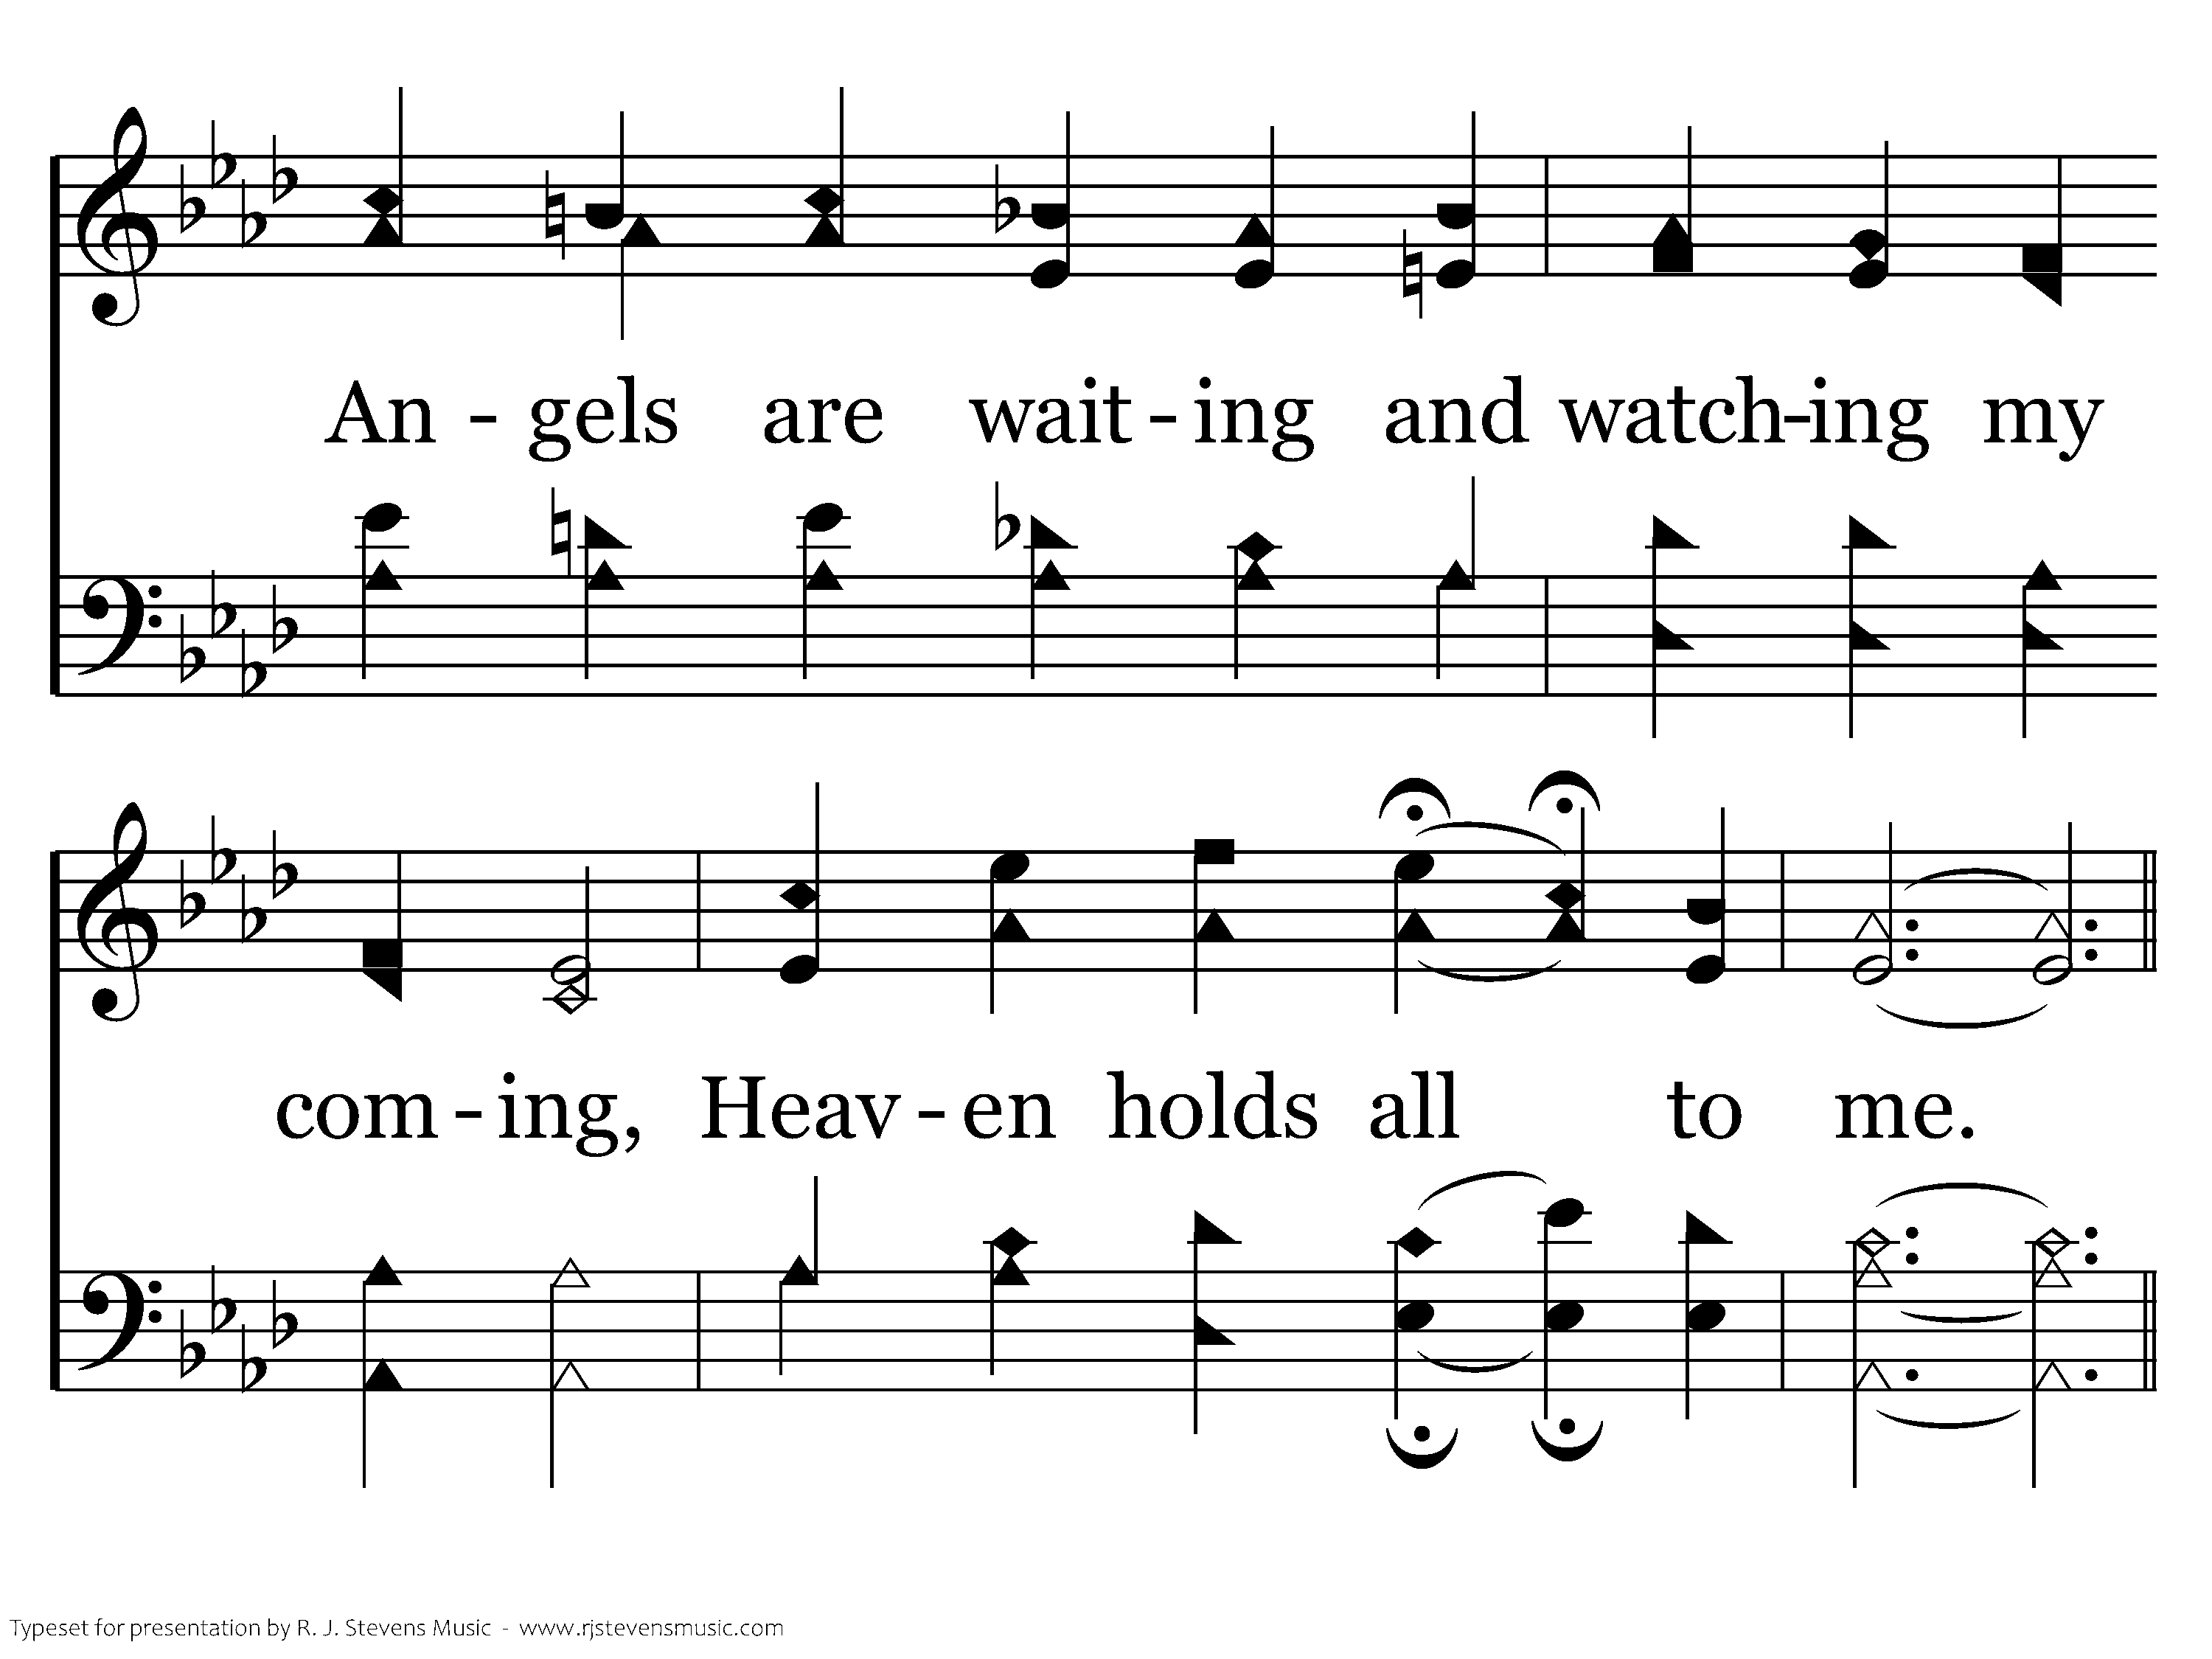 An - gels are wait - ing and watch-ing my
com - ing, Heav - en holds all to me.
Typeset for presentation by R. J. Stevens Music - www.rjstevensmusic.com